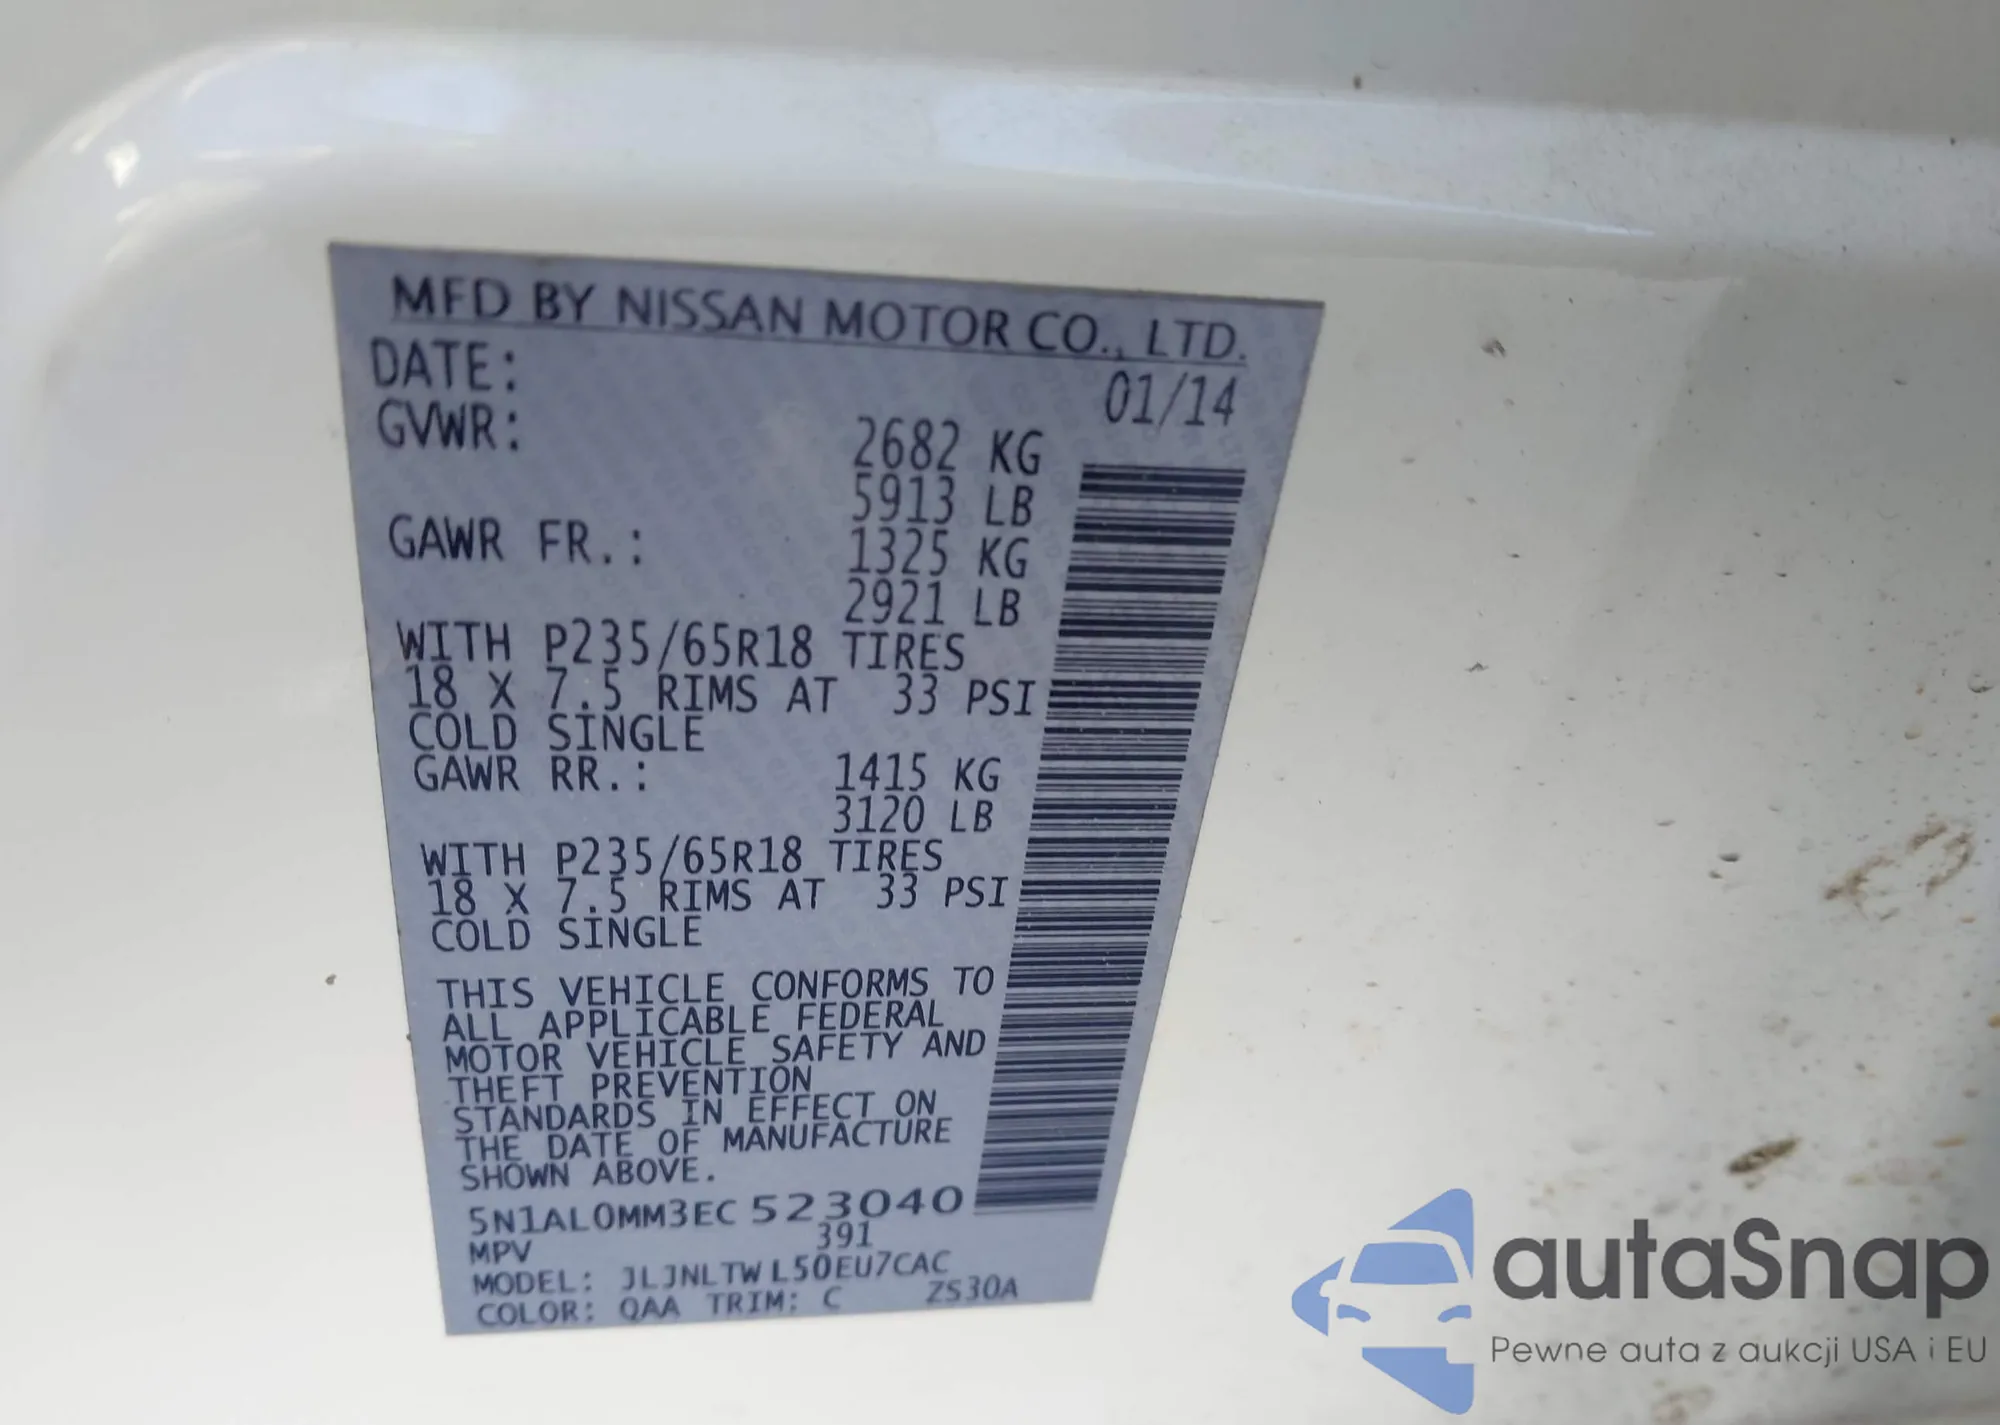 MFD BY NISSAN MOTOR CO., LTD.
DATE: 01/14
GVWR: 2682 KG
5913 LB
GAWR FR.: 1325 KG
2921 LB
WITH P235/65R18 TIRES
18 X 7.5 RIMS AT 33 PSI
COLD SINGLE
GAWR RR.: 1415 KG
3120 LB
WITH P235/65R18 TIRES
18 X 7.5 RIMS AT 33 PSI
COLD SINGLE
THIS VEHICLE CONFORMS TO
ALL APPLICABLE FEDERAL
MOTOR VEHICLE SAFETY AND
THEFT PREVENTION
STANDARDS IN EFFECT ON
THE DATE OF MANUFACTURE
SHOWN ABOVE.
5N1AL0MM3EC523040
MPV 391
MODEL: JLJNLTWL50EU7CAC
COLOR: QAA TRIM: C ZS30A
autaSnap
Pewne auta z aukcji USA i EU